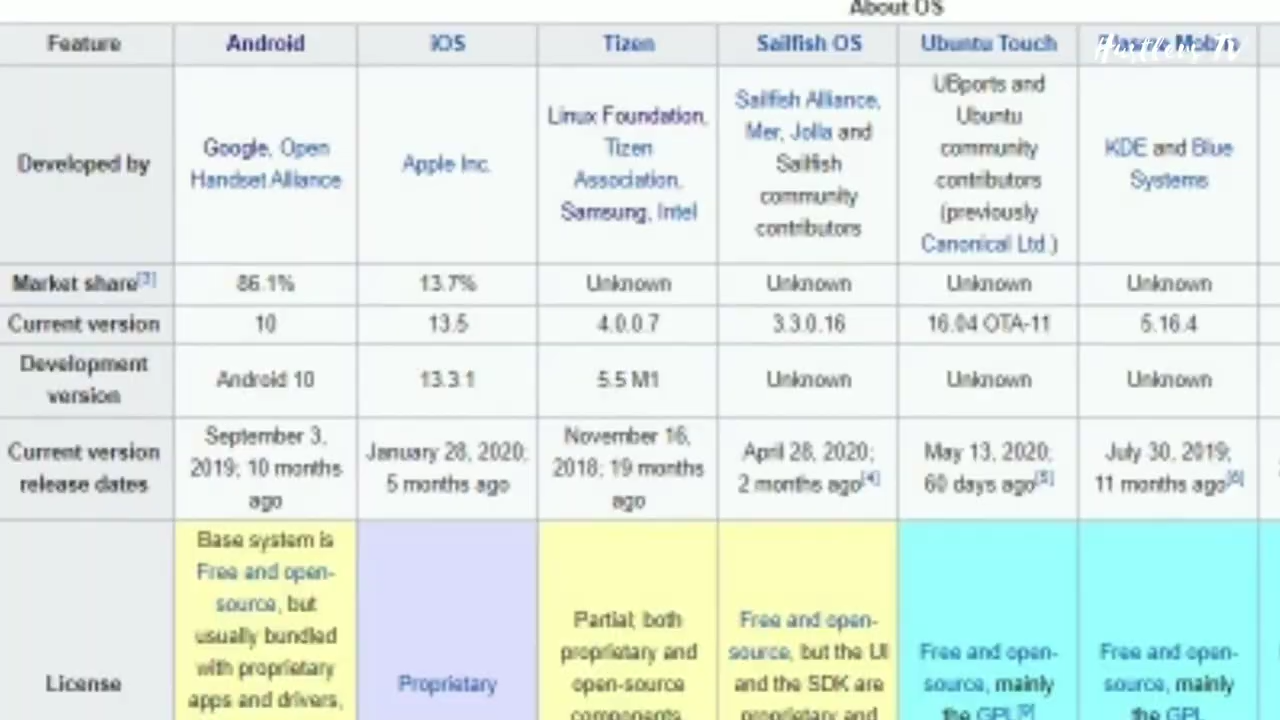 About OS
Feature
Android
iOS
Tizen
Sailfish OS
Ubuntu Touch
Hustlers TV
Developed by
Google, Open
Handset Alliance
Apple Inc.
Linux Foundation,
Tizen
Association,
Samsung, Intel
Sailfish Alliance,
Mer, Jolla and
Sailfish
community
contributors
UBports and
Ubuntu
community
contributors
(previously
Canonical Ltd.)
KDE and Blue
Systems
Market share[3]
86.1%
13.7%
Unknown
Unknown
Unknown
Unknown
Current version
10
13.5
4.0.0.7
3.3.0.16
16.04 OTA-11
5.16.4
Development
version
Android 10
13.3.1
5.5 M1
Unknown
Unknown
Unknown
Current version
release dates
September 3,
2019; 10 months
ago
January 28, 2020;
5 months ago
November 16,
2018; 19 months
ago
April 28, 2020;
2 months ago[4]
May 13, 2020;
60 days ago[5]
July 30, 2019;
11 months ago[6]
License
Base system is
Free and open-
source, but
usually bundled
with proprietary
apps and drivers,
Proprietary
Partial; both
proprietary and
open-source
components
Free and open-
source, but the UI
and the SDK are
proprietary and
Free and open-
source, mainly
the GPL
Free and open-
source, mainly
the GPL